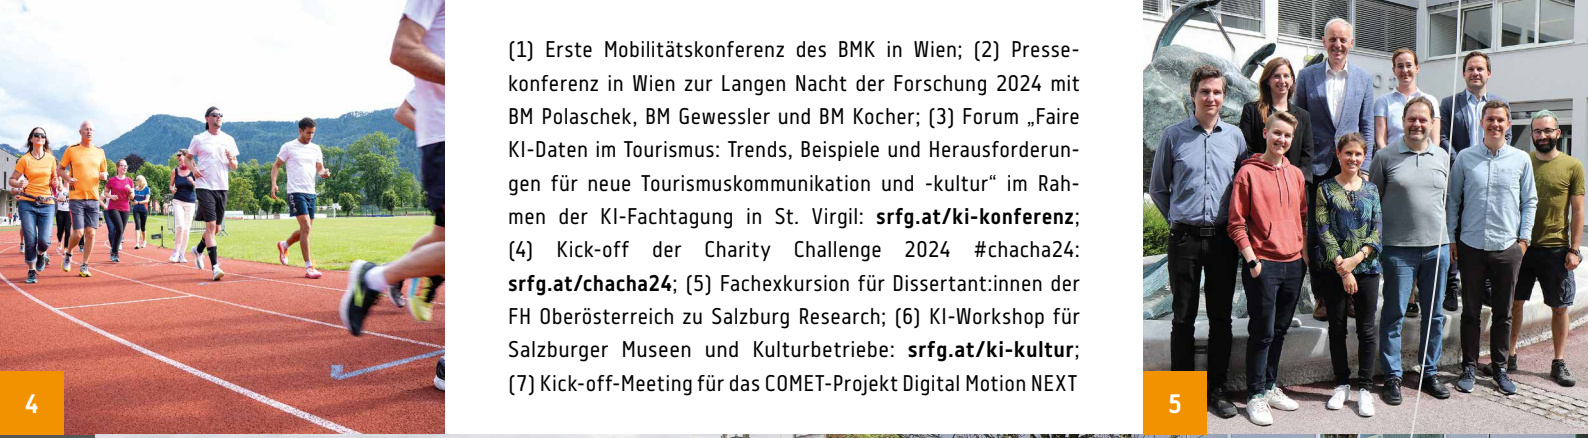 (1) Erste Mobilitätskonferenz des BMK in Wien; (2) Presse-
konferenz in Wien zur Langen Nacht der Forschung 2024 mit
BM Polaschek, BM Gewessler und BM Kocher; (3) Forum „Faire
KI-Daten im Tourismus: Trends, Beispiele und Herausforderun-
gen für neue Tourismuskommunikation und -kultur“ im Rah-
men der KI-Fachtagung in St. Virgil: srfg.at/ki-konferenz;
(4) Kick-off der Charity Challenge 2024 #chacha24:
srfg.at/chacha24; (5) Fachexkursion für Dissertant:innen der
FH Oberösterreich zu Salzburg Research; (6) KI-Workshop für
Salzburger Museen und Kulturbetriebe: srfg.at/ki-kultur;
(7) Kick-off-Meeting für das COMET-Projekt Digital Motion NEXT
4
5